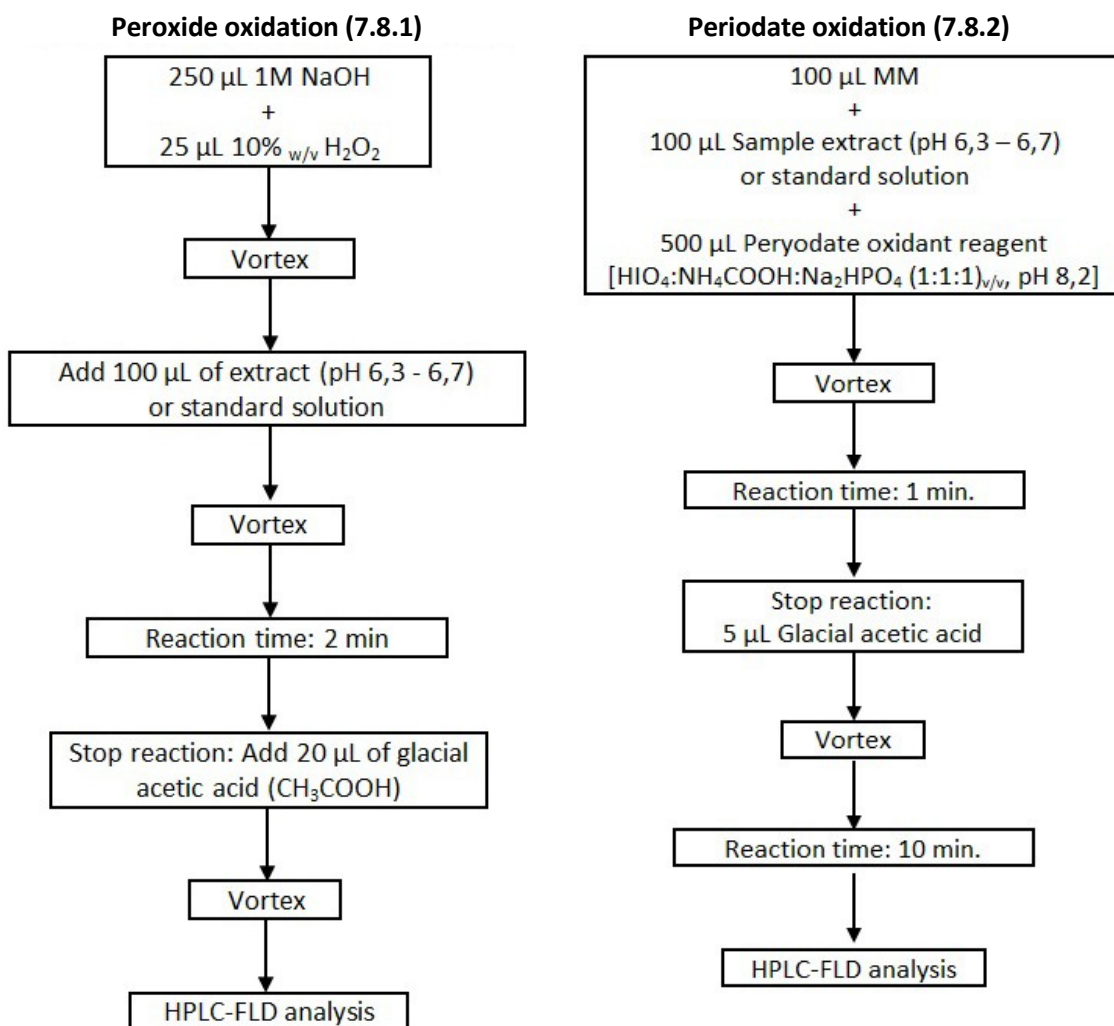 Peroxide oxidation (7.8.1)
250 µL 1M NaOH
+
25 µL 10% w/v H₂O₂
Vortex
Add 100 µL of extract (pH 6,3 - 6,7)
or standard solution
Vortex
Reaction time: 2 min
Stop reaction: Add 20 µL of glacial
acetic acid (CH₃COOH)
Vortex
HPLC-FLD analysis
Periodate oxidation (7.8.2)
100 µL MM
+
100 µL Sample extract (pH 6,3 – 6,7)
or standard solution
+
500 µL Peryodate oxidant reagent
[HIO₄:NH₄COOH:Na₂HPO₄ (1:1:1)v/v, pH 8,2]
Vortex
Reaction time: 1 min.
Stop reaction:
5 µL Glacial acetic acid
Vortex
Reaction time: 10 min.
HPLC-FLD analysis